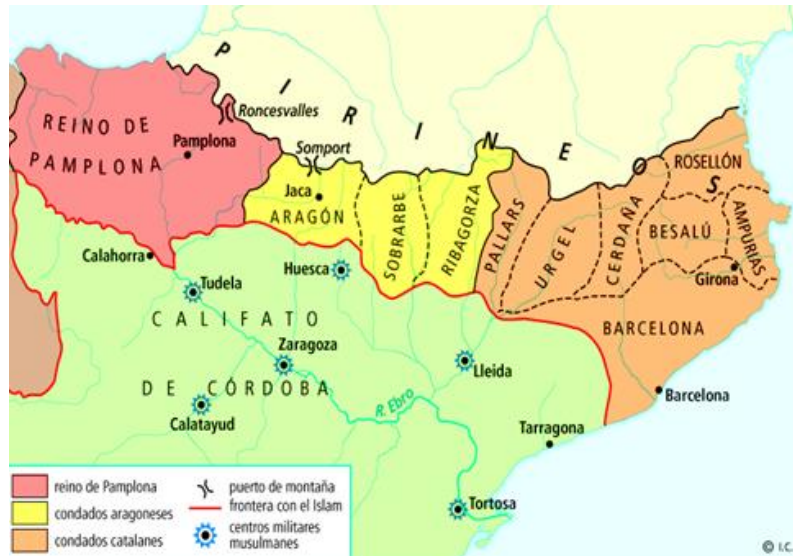 PIRINEOS
Roncesvalles
REINO DE
PAMPLONA
Pamplona
Somport
Jaca
ARAGÓN
SOBRARBE
RIBAGORZA
PALLARS
URGEL
CERDAÑA
ROSELLÓN
BESALÚ
AMPURIAS
Girona
BARCELONA
Barcelona
Calahorra
Tudela
Huesca
CALIFATO
DE CÓRDOBA
Zaragoza
Lleida
Calatayud
R. Ebro
Tarragona
Tortosa
reino de Pamplona
condados aragoneses
condados catalanes
puerto de montaña
frontera con el Islam
centros militares
musulmanes
© I.C.